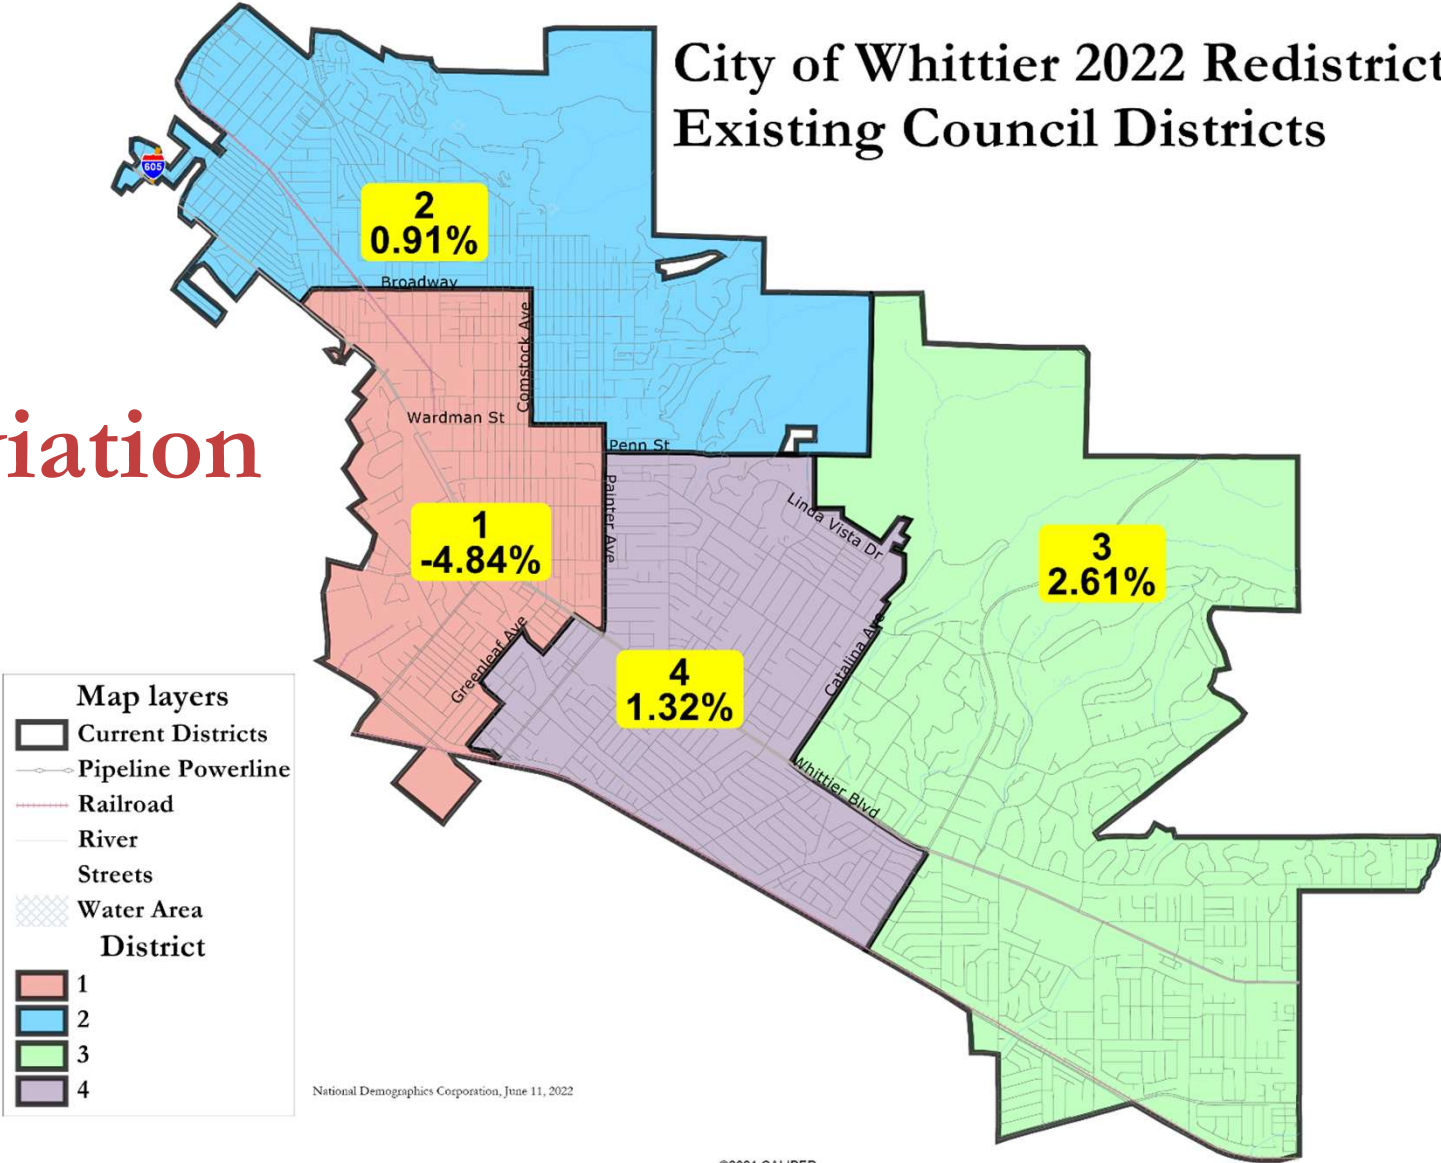 City of Whittier 2022 Redistrict
Existing Council Districts
605
2
0.91%
Broadway
Comstock Ave
Wardman St
Penn St
Painter Ave
Linda Vista Dr
viation
1
-4.84%
3
2.61%
Greenleaf Ave
Catalina Ave
4
1.32%
Whittier Blvd
Map layers
Current Districts
Pipeline Powerline
Railroad
River
Streets
Water Area
District
1
2
3
4
National Demographics Corporation, June 11, 2022